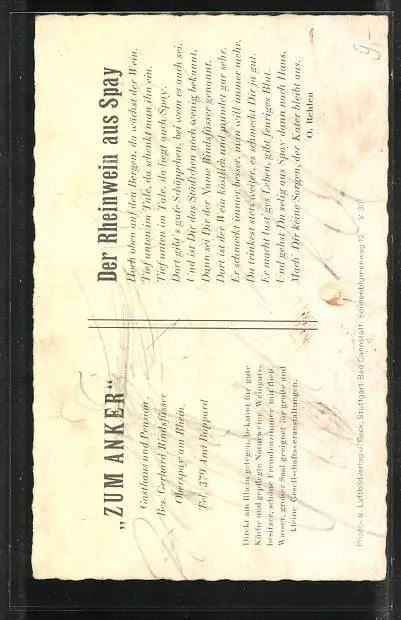 „ZUM ANKER“
Gasthaus und Pension
Bes. Gerhard Rindsfüsser
Oberspay am Rhein,
Tel. 379 Amt Boppard
Direkt am Rhein gelegen, bekannt für gute
Küche und gepflegte Naturweine, Weinguts-
besitzer, schöne Fremdenzimmer mit fließ.
Wasser, großer Saal geeignet für große und
kleine Gesellschaftsveranstaltungen.
Der Rheinwein aus Spay
Hoch oben auf den Bergen, da wächst der Wein.
Tief unten im Tale, da schenkt man ihn ein.
Tief unten im Tale, da liegt auch Spay.
Dort gibt's gute Schöppchen, bei wem es auch sei.
Und ist Dir das Städtchen noch wenig bekannt,
Dann sei Dir der Name Rindsfüsser genannt.
Dort ist der Wein köstlich und mundet gar sehr.
Er schmeckt immer besser, man will immer mehr.
Du trinkest stets weiter, es schmeckt Dir ja gut.
Er macht lust'ges Leben, gibt feuriges Blut.
Und gehst Du selig aus Spay dann nach Haus,
Mach' Dir keine Sorgen, der Kater bleibt aus.
O. Rehlen
Photo- u. Luftbildverlag Beck, Stuttgart-Bad Cannstatt, Sonnenblumenweg 12 V 30
9,-